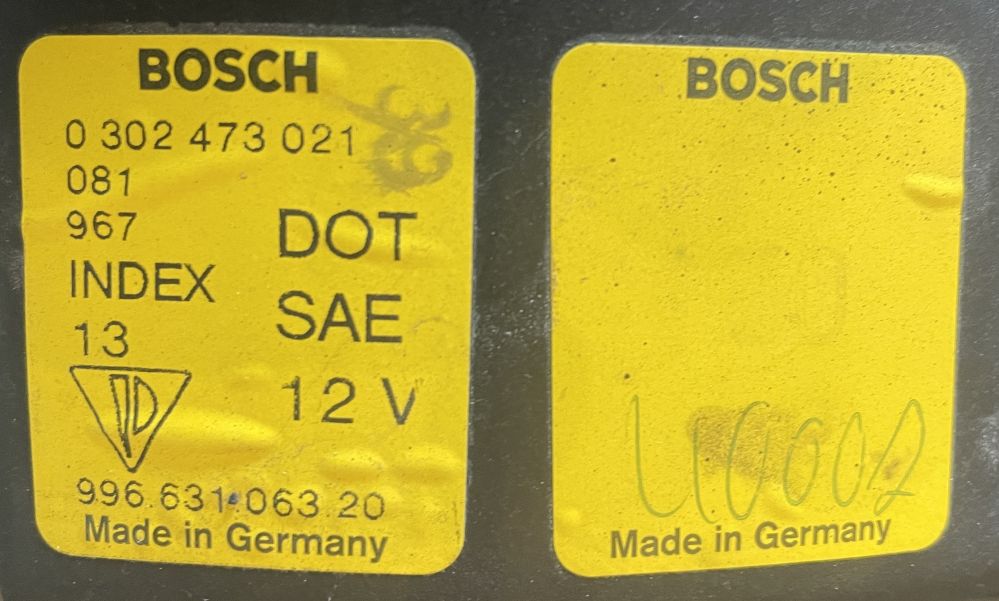 BOSCH
0 302 473 021
081
967
DOT
INDEX
SAE
13
12 V
996.631.063.20
Made in Germany
BOSCH
Made in Germany